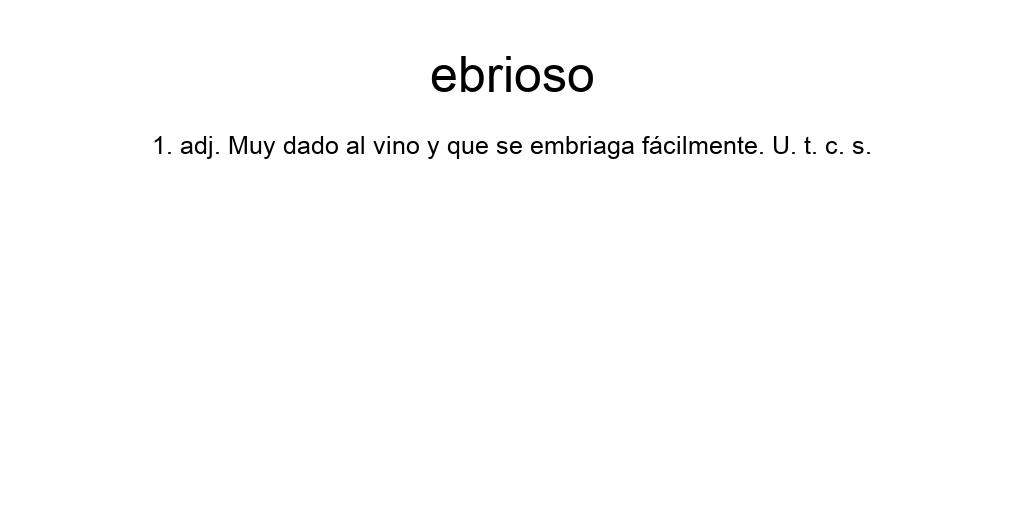 ebrioso
1. adj. Muy dado al vino y que se embriaga fácilmente. U. t. c. s.